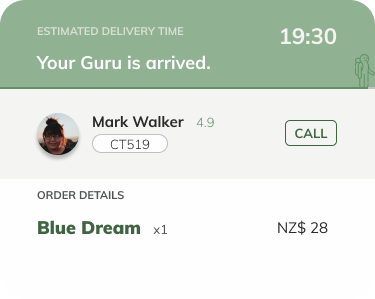 ESTIMATED DELIVERY TIME
19:30
Your Guru is arrived.
Mark Walker 4.9
CT519
CALL
ORDER DETAILS
Blue Dream x1 NZ$ 28